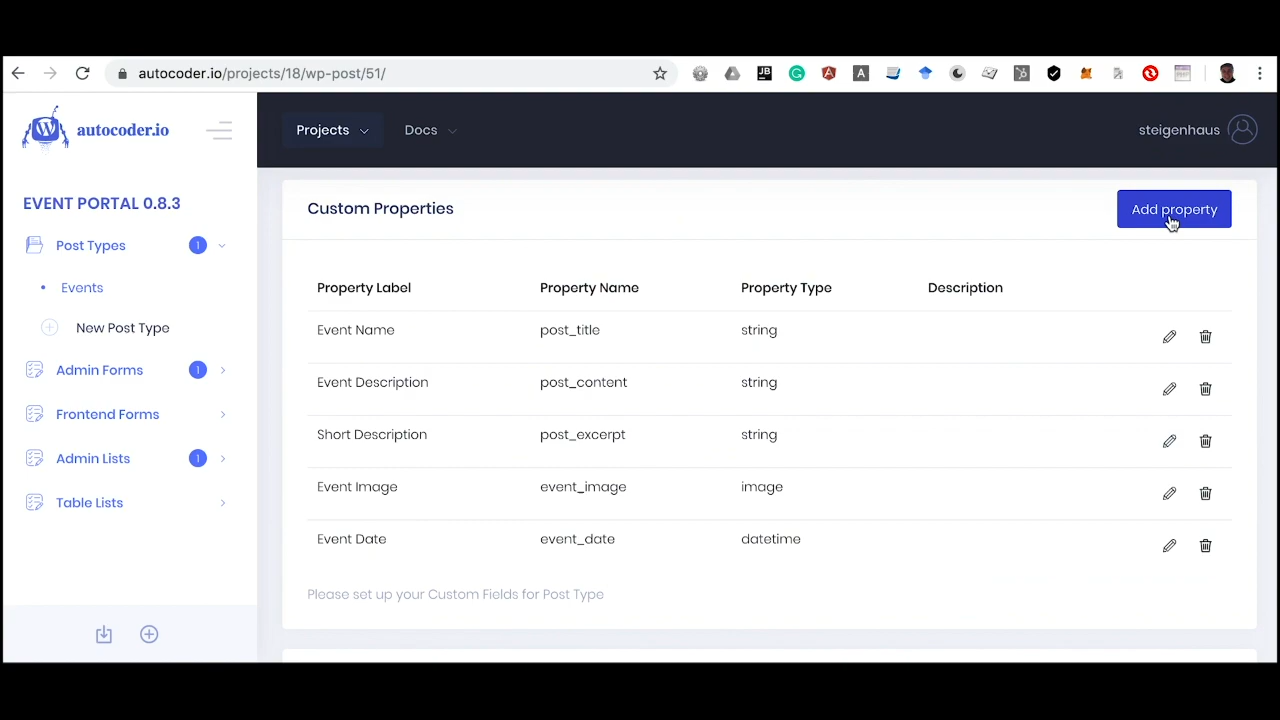 autocoder.io/projects/18/wp-post/51/
autocoder.io
Projects
Docs
steigenhaus
EVENT PORTAL 0.8.3
Post Types 1
Events
New Post Type
Admin Forms 1
Frontend Forms
Admin Lists 1
Table Lists
Custom Properties
Add property
Property Label Property Name Property Type Description
Event Name post_title string
Event Description post_content string
Short Description post_excerpt string
Event Image event_image image
Event Date event_date datetime
Please set up your Custom Fields for Post Type